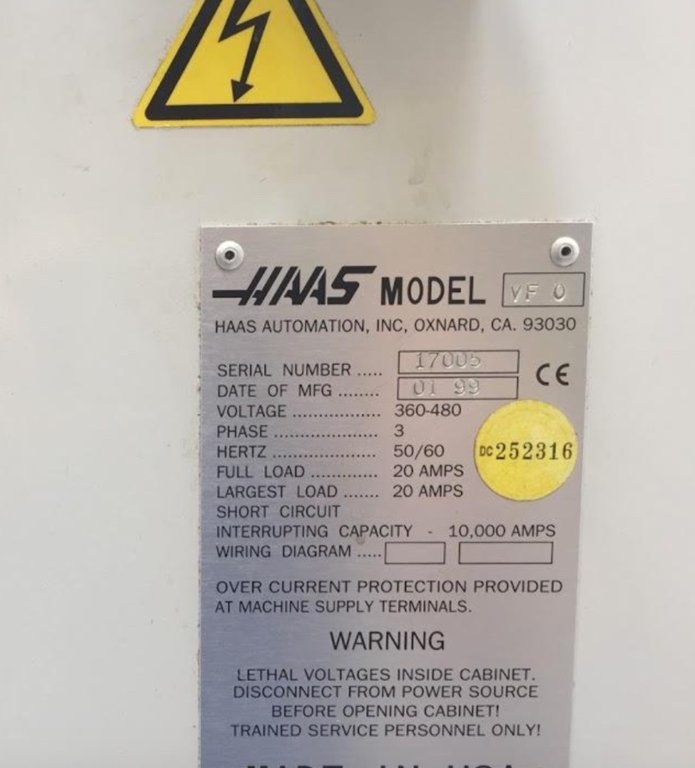 HAAS MODEL VF 0
HAAS AUTOMATION, INC, OXNARD, CA. 93030
SERIAL NUMBER ..... 17005
DATE OF MFG ........ 01 99
CE
VOLTAGE .................. 360-480
PHASE ..................... 3
HERTZ ..................... 50/60
FULL LOAD ............. 20 AMPS
LARGEST LOAD ....... 20 AMPS
DC252316
SHORT CIRCUIT
INTERRUPTING CAPACITY - 10,000 AMPS
WIRING DIAGRAM .....
OVER CURRENT PROTECTION PROVIDED
AT MACHINE SUPPLY TERMINALS.
WARNING
LETHAL VOLTAGES INSIDE CABINET.
DISCONNECT FROM POWER SOURCE
BEFORE OPENING CABINET!
TRAINED SERVICE PERSONNEL ONLY!